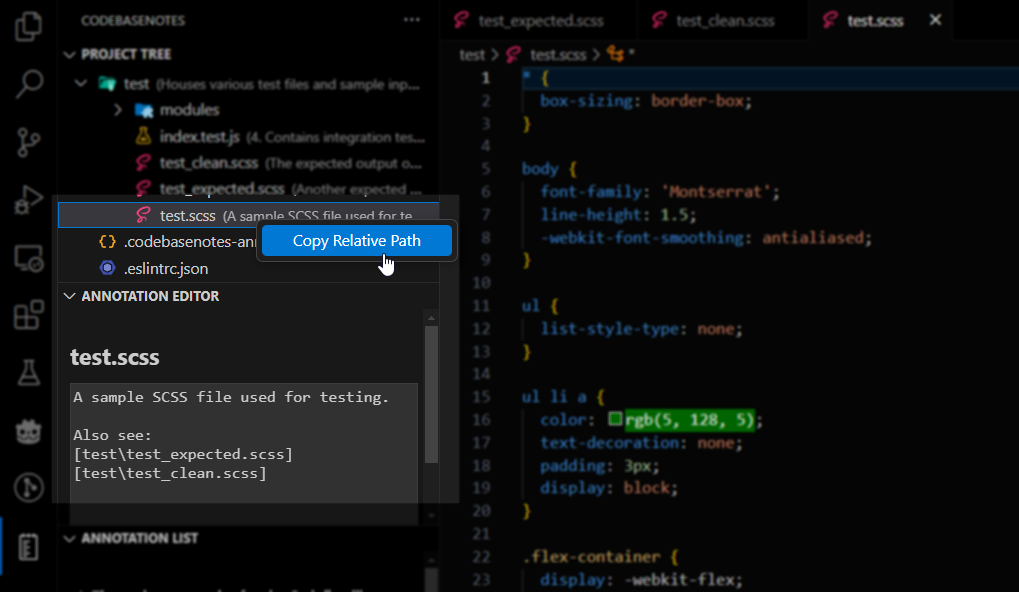 CODEBASENOTES
PROJECT TREE
test (Houses various test files and sample inp...
modules
index.test.js (4. Contains integration tes...
test_clean.scss (The expected output o...
test_expected.scss (Another expected ...
test.scss (A sample SCSS file used for te
.codebasenotes-ann
Copy Relative Path
.eslintrc.json
ANNOTATION EDITOR
test.scss
A sample SCSS file used for testing.
Also see:
[test\test_expected.scss]
[test\test_clean.scss]
ANNOTATION LIST
test_expected.scss test_clean.scss test.scss
test > test.scss > *
1 * {
2 box-sizing: border-box;
3 }
4
5 body {
6 font-family: 'Montserrat';
7 line-height: 1.5;
8 -webkit-font-smoothing: antialiased;
9 }
10
11 ul {
12 list-style-type: none;
13 }
14
15 ul li a {
16 color: rgb(5, 128, 5);
17 text-decoration: none;
18 padding: 3px;
19 display: block;
20 }
21
22 .flex-container {
23 display: -webkit-flex;